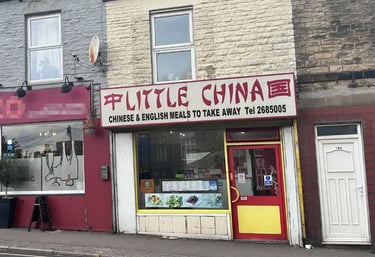 中 LITTLE CHINA 国
CHINESE & ENGLISH MEALS TO TAKE AWAY Tel 2685005